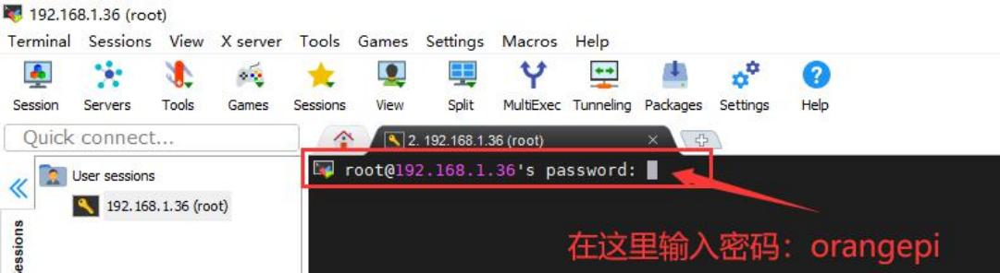 192.168.1.36 (root)
Terminal Sessions View X server Tools Games Settings Macros Help
Session Servers Tools Games Sessions View Split MultiExec Tunneling Packages Settings Help
Quick connect...
2. 192.168.1.36 (root)
User sessions
192.168.1.36 (root)
root@192.168.1.36's password:
在这里输入密码：orangepi